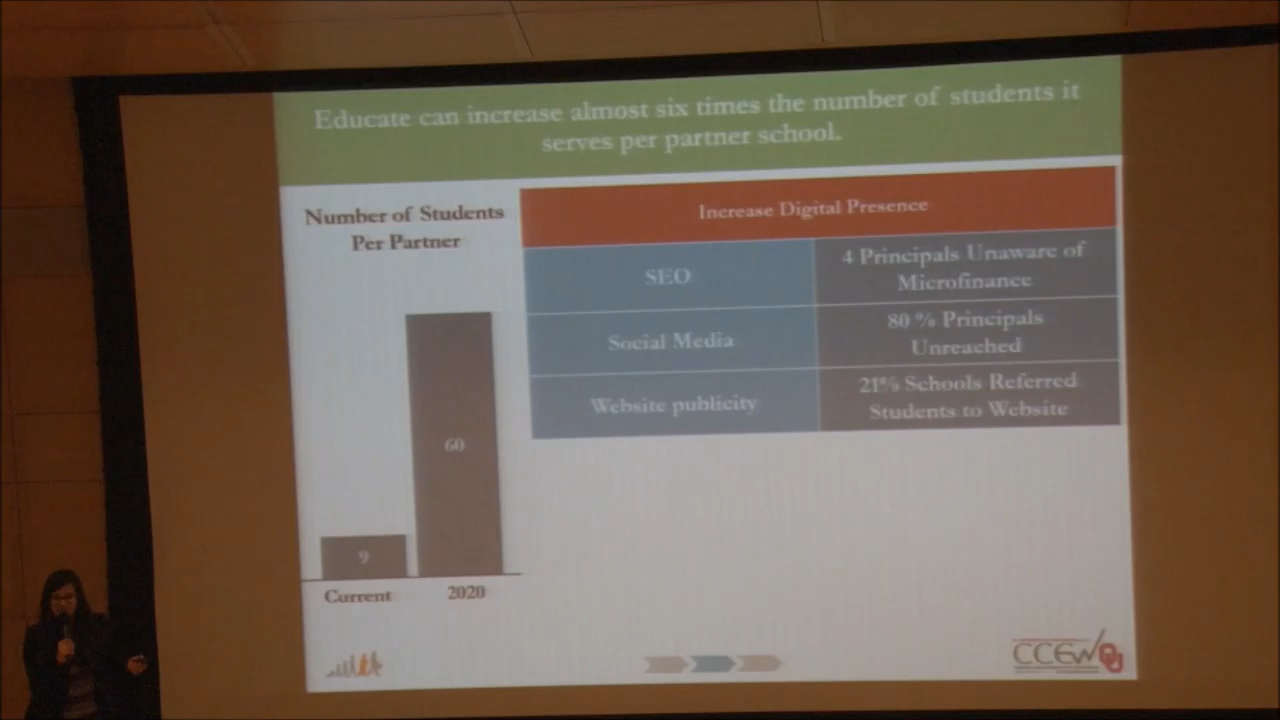 Educate can increase almost six times the number of students it
serves per partner school.
Number of Students
Per Partner
60
9
Current
2020
Increase Digital Presence
SEO
4 Principals Unaware of
Microfinance
Social Media
80 % Principals
Unreached
Website publicity
21% Schools Referred
Students to Website
CCEW
OU